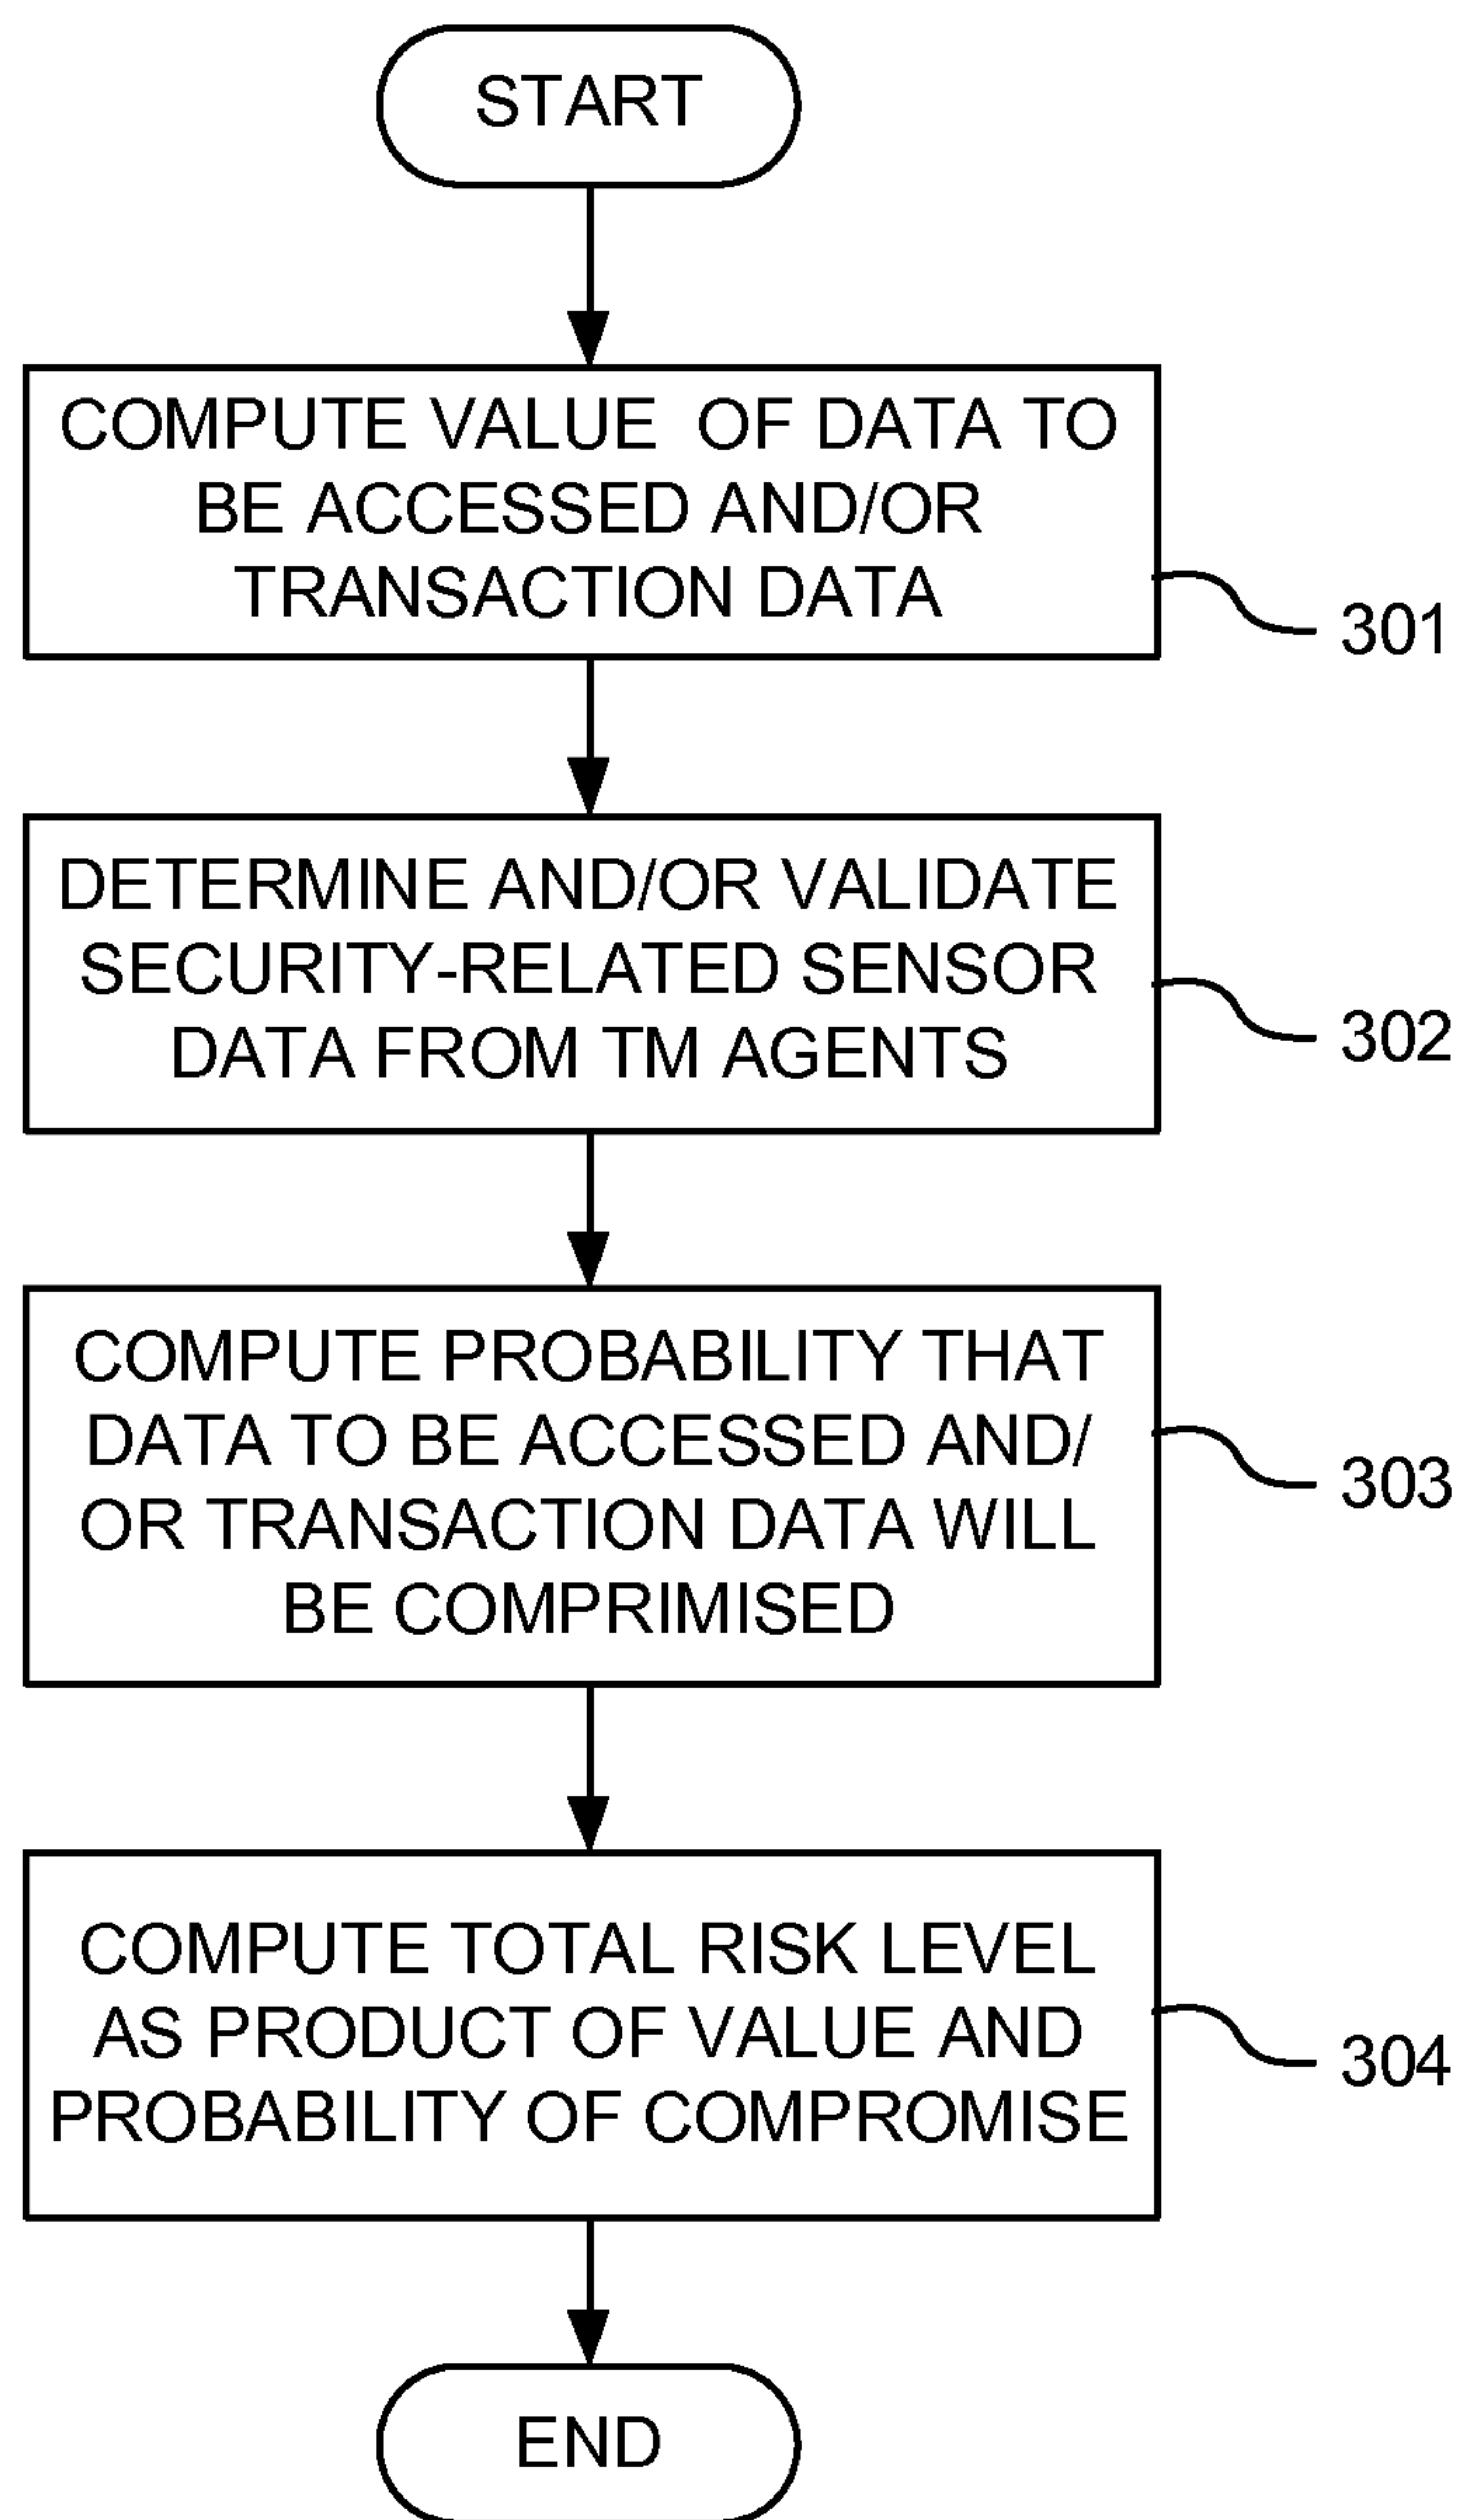 START
COMPUTE VALUE OF DATA TO
BE ACCESSED AND/OR
TRANSACTION DATA
301
DETERMINE AND/OR VALIDATE
SECURITY-RELATED SENSOR
DATA FROM TM AGENTS
302
COMPUTE PROBABILITY THAT
DATA TO BE ACCESSED AND/
OR TRANSACTION DATA WILL
BE COMPRIMISED
303
COMPUTE TOTAL RISK LEVEL
AS PRODUCT OF VALUE AND
PROBABILITY OF COMPROMISE
304
END